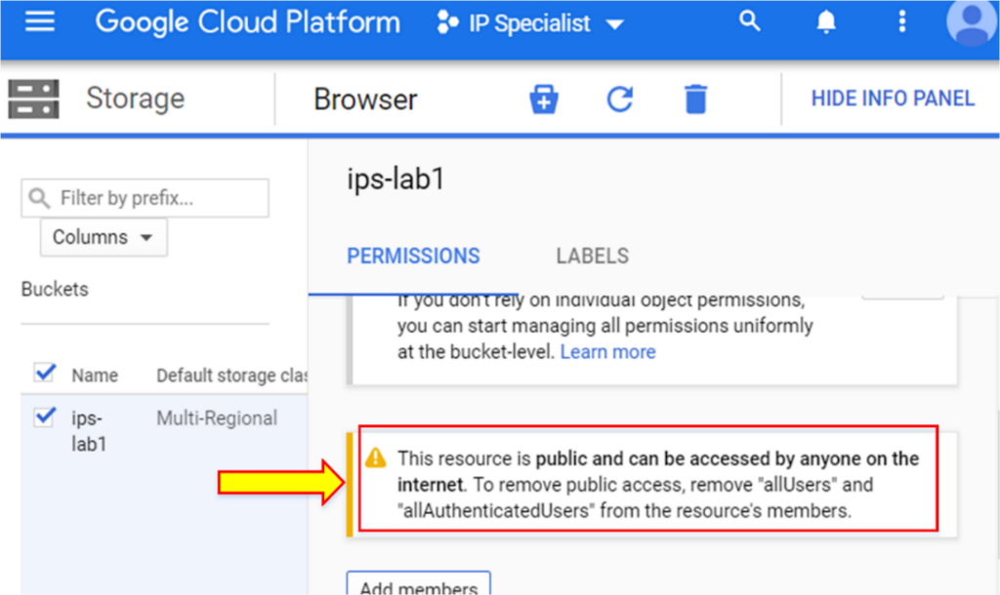 Google Cloud Platform IP Specialist
Storage Browser HIDE INFO PANEL
ips-lab1
Filter by prefix...
Columns
PERMISSIONS LABELS
Buckets
If you don't rely on individual object permissions,
you can start managing all permissions uniformly
at the bucket-level. Learn more
Name Default storage clas
ips-
lab1
Multi-Regional
This resource is public and can be accessed by anyone on the
internet. To remove public access, remove "allUsers" and
"allAuthenticatedUsers" from the resource's members.
Add members